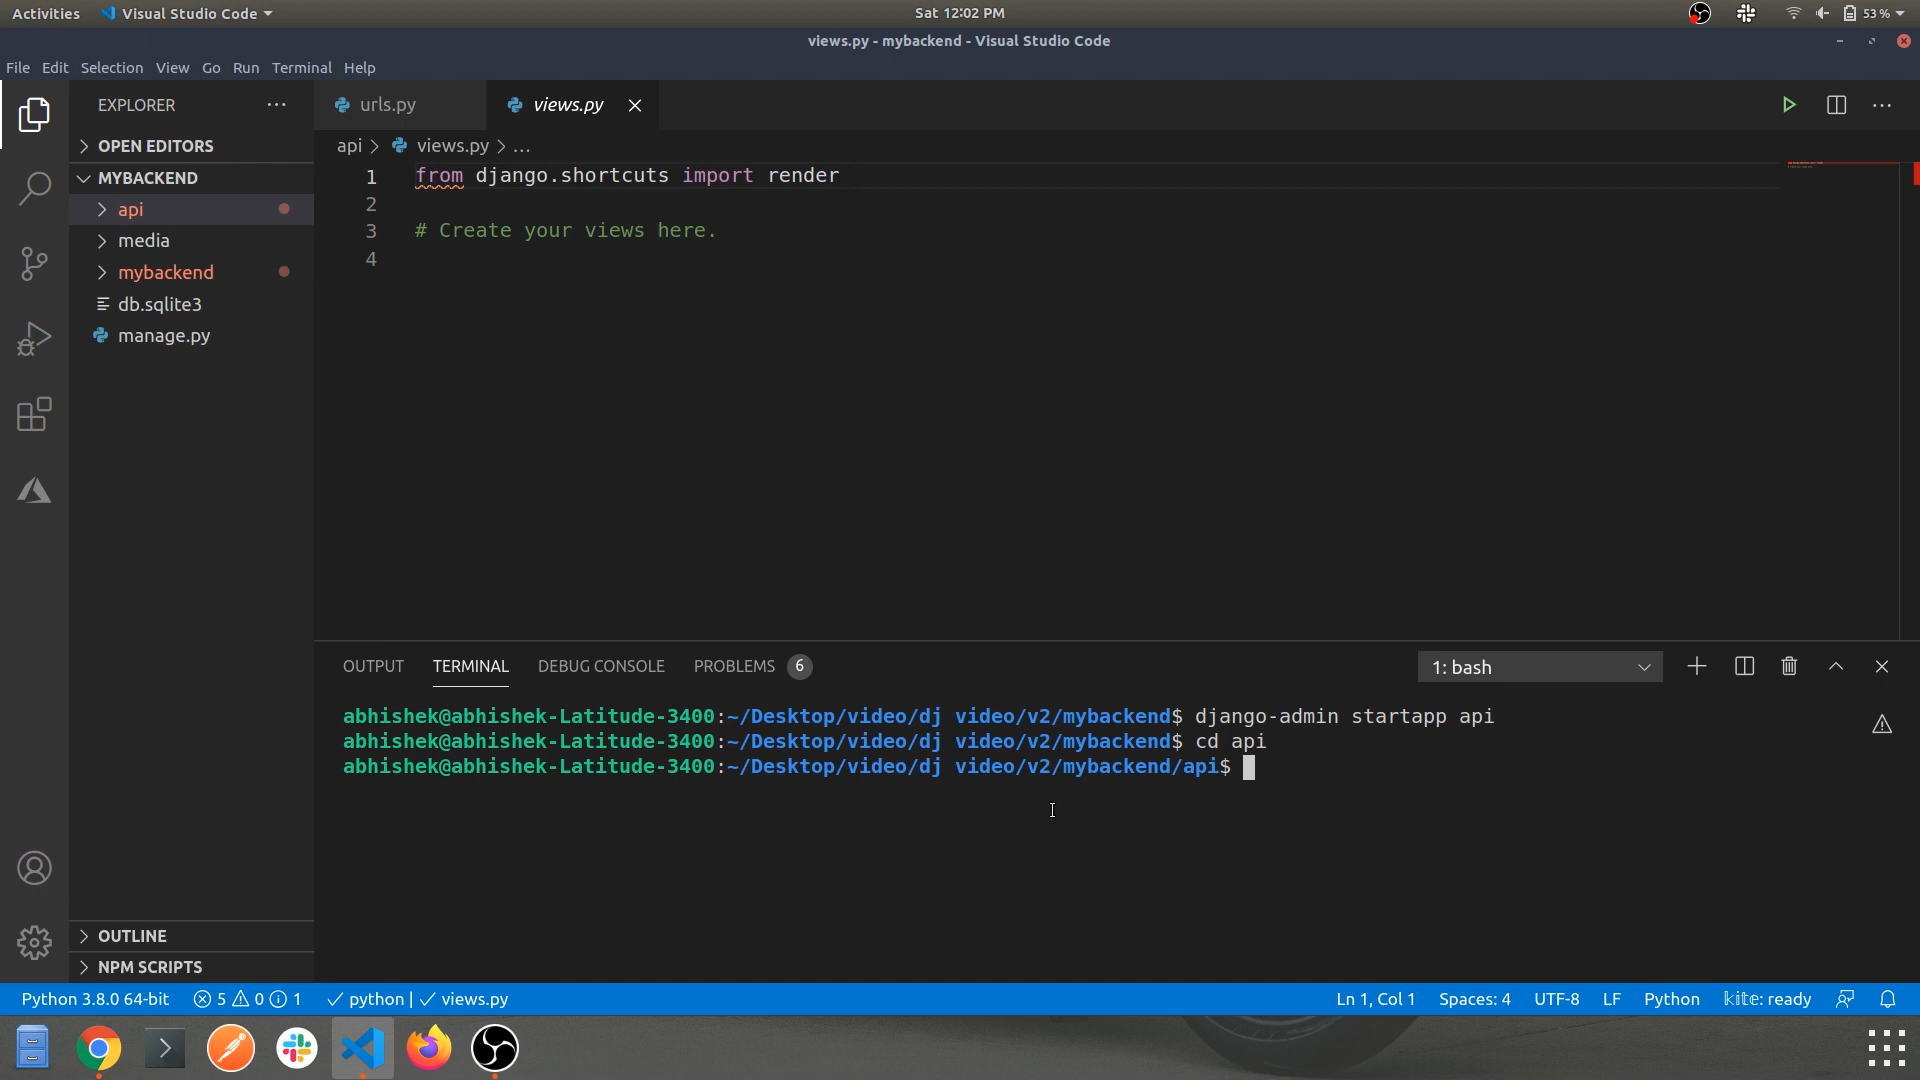 Activities Visual Studio Code Sat 12:02 PM 53 %
views.py - mybackend - Visual Studio Code
File Edit Selection View Go Run Terminal Help
EXPLORER
urls.py views.py
OPEN EDITORS
api > views.py > ...
MYBACKEND
api
media
mybackend
db.sqlite3
manage.py
1 from django.shortcuts import render
2
3 # Create your views here.
4
OUTPUT TERMINAL DEBUG CONSOLE PROBLEMS 6 1: bash
abhishek@abhishek-Latitude-3400:~/Desktop/video/dj video/v2/mybackend$ django-admin startapp api
abhishek@abhishek-Latitude-3400:~/Desktop/video/dj video/v2/mybackend$ cd api
abhishek@abhishek-Latitude-3400:~/Desktop/video/dj video/v2/mybackend/api$
OUTLINE
NPM SCRIPTS
Python 3.8.0 64-bit 5 0 1 ✓ python | ✓ views.py Ln 1, Col 1 Spaces: 4 UTF-8 LF Python kite: ready